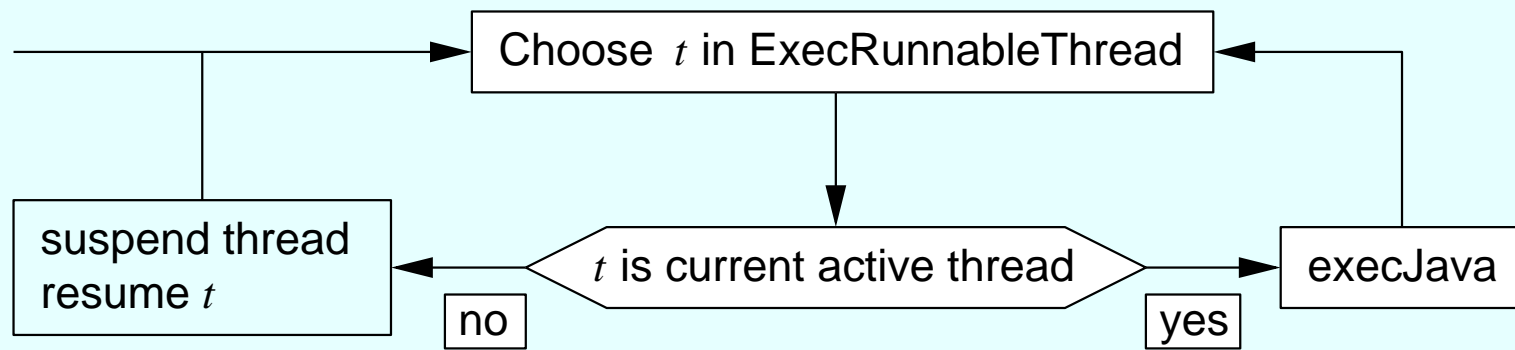 Choose t in ExecRunnableThread
suspend thread
resume t
t is current active thread
execJava
no
yes